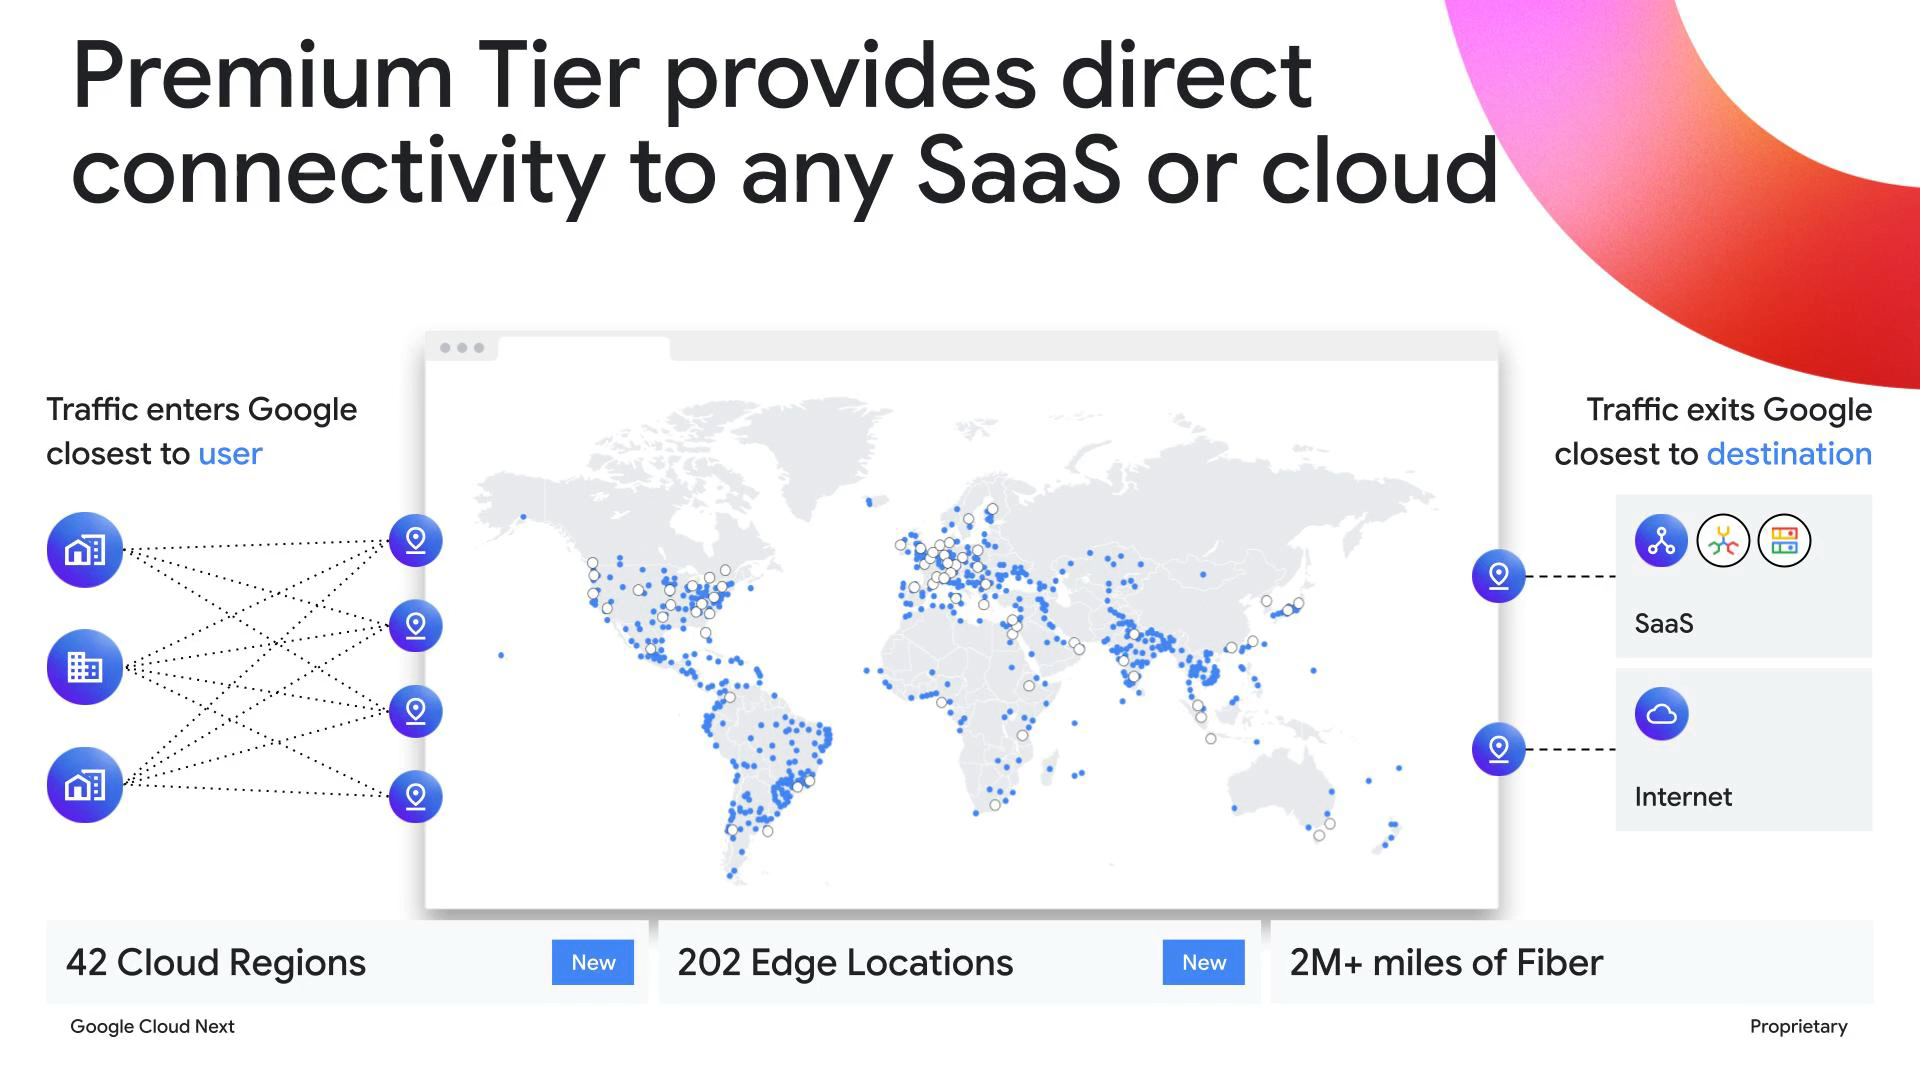 Premium Tier provides direct
connectivity to any SaaS or cloud
Traffic enters Google
closest to user
Traffic exits Google
closest to destination
SaaS
Internet
42 Cloud Regions
New
202 Edge Locations
New
2M+ miles of Fiber
Google Cloud Next
Proprietary